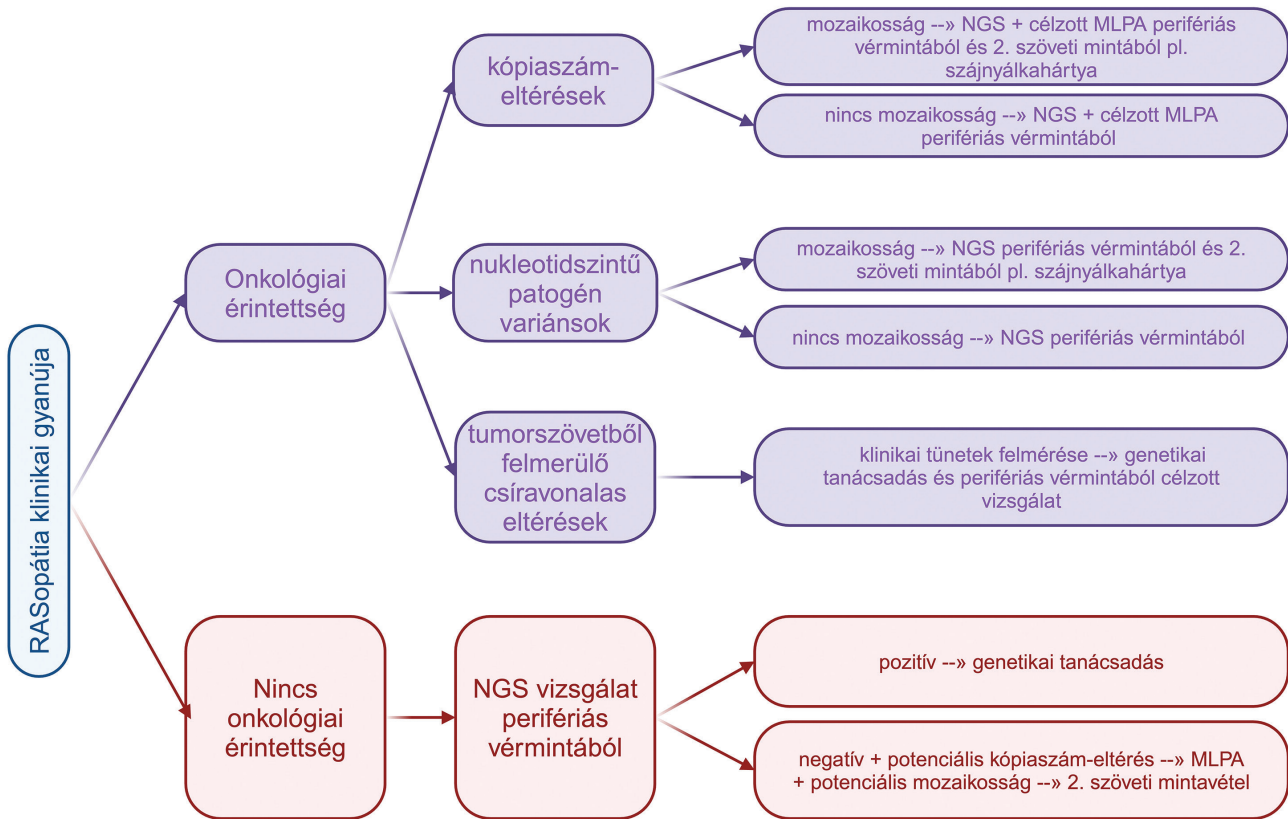 RASopátia klinikai gyanúja
Onkológiai
érintettség
kópiaszám-
eltérések
mozaikosság --» NGS + célzott MLPA perifériás
vérmintából és 2. szöveti mintából pl.
szájnyálkahártya
nincs mozaikosság --» NGS + célzott MLPA
perifériás vérmintából
nukleotidszintű
patogén
variánsok
mozaikosság --» NGS perifériás vérmintából és 2.
szöveti mintából pl. szájnyálkahártya
nincs mozaikosság --» NGS perifériás vérmintából
tumorszövetből
felmerülő
csíravonalas
eltérések
klinikai tünetek felmérése --» genetikai
tanácsadás és perifériás vérmintából célzott
vizsgálat
Nincs
onkológiai
érintettség
NGS vizsgálat
perifériás
vérmintából
pozitív --» genetikai tanácsadás
negatív + potenciális kópiaszám-eltérés --» MLPA
+ potenciális mozaikosság --» 2. szöveti mintavétel